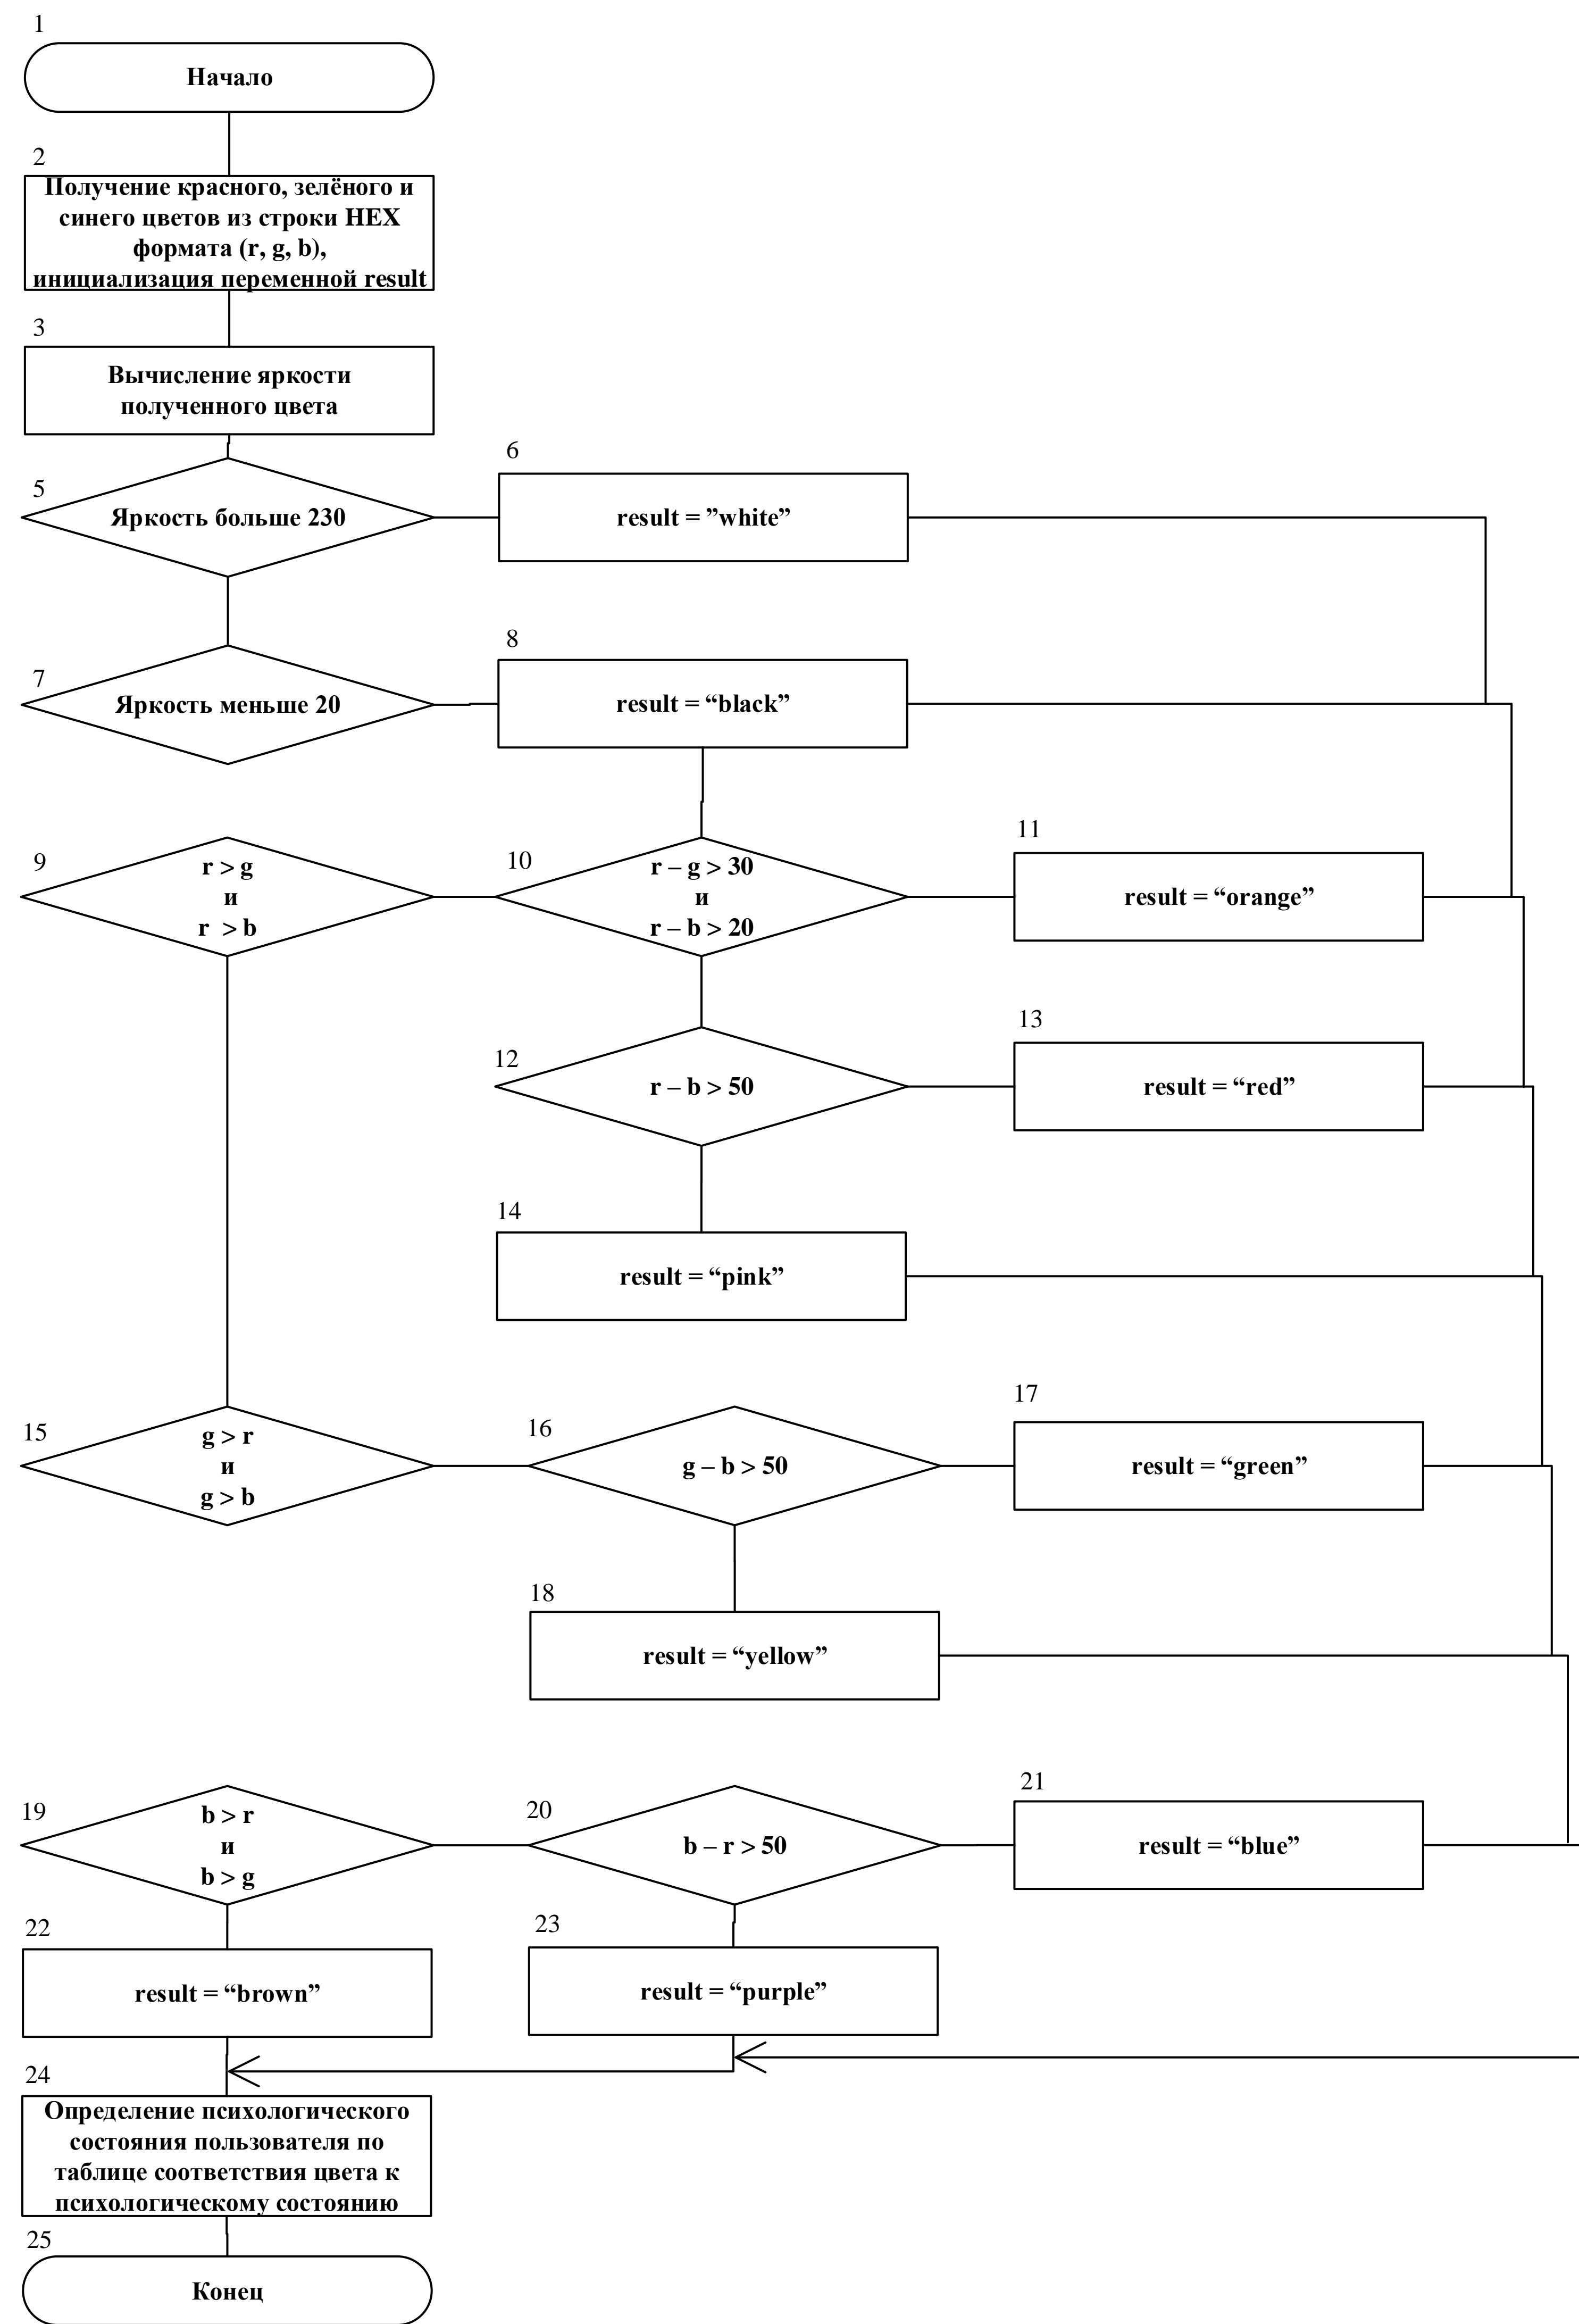 1
Начало
2
Получение красного, зелёного и
синего цветов из строки HEX
формата (r, g, b),
инициализация переменной result
3
Вычисление яркости
полученного цвета
5
Яркость больше 230
6
result = ”white”
7
Яркость меньше 20
8
result = “black”
9
r > g
и
r > b
10
r – g > 30
и
r – b > 20
11
result = “orange”
12
r – b > 50
13
result = “red”
14
result = “pink”
15
g > r
и
g > b
16
g – b > 50
17
result = “green”
18
result = “yellow”
19
b > r
и
b > g
20
b – r > 50
21
result = “blue”
22
result = “brown”
23
result = “purple”
24
Определение психологического
состояния пользователя по
таблице соответствия цвета к
психологическому состоянию
25
Конец